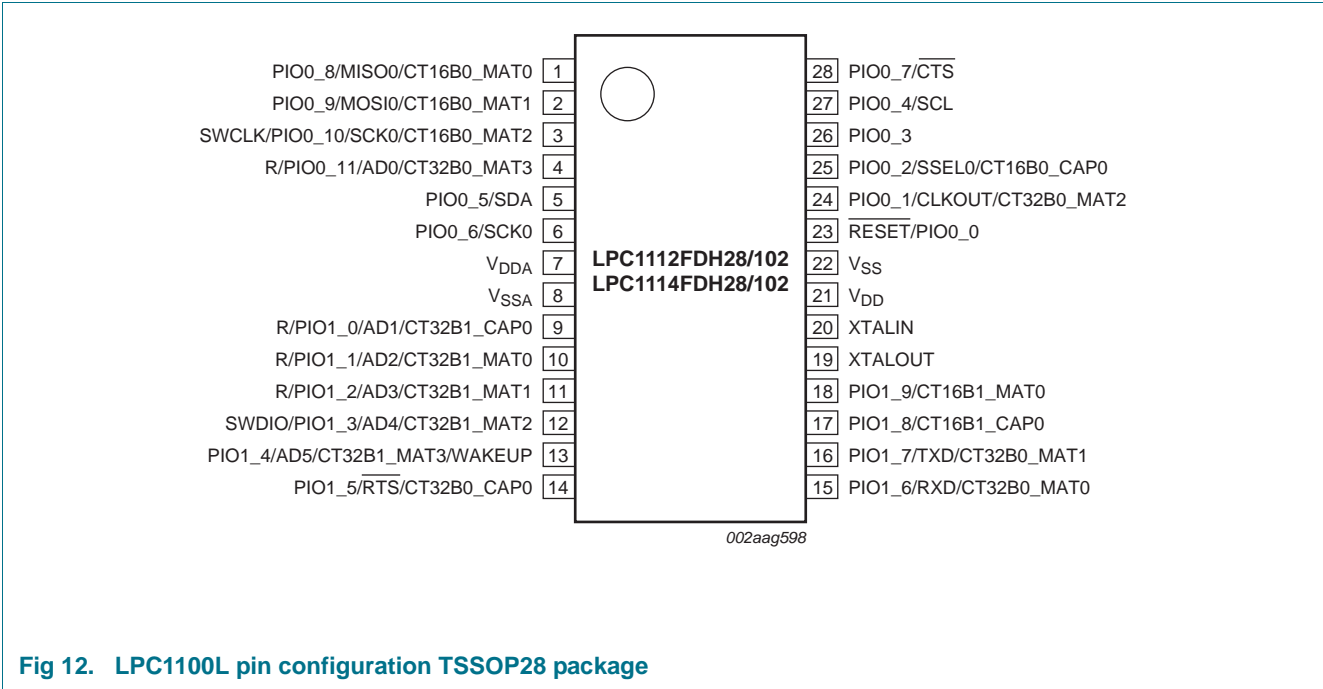 PIO0_8/MISO0/CT16B0_MAT0 1
PIO0_9/MOSI0/CT16B0_MAT1 2
SWCLK/PIO0_10/SCK0/CT16B0_MAT2 3
R/PIO0_11/AD0/CT32B0_MAT3 4
PIO0_5/SDA 5
PIO0_6/SCK0 6
VDDA 7
VSSA 8
R/PIO1_0/AD1/CT32B1_CAP0 9
R/PIO1_1/AD2/CT32B1_MAT0 10
R/PIO1_2/AD3/CT32B1_MAT1 11
SWDIO/PIO1_3/AD4/CT32B1_MAT2 12
PIO1_4/AD5/CT32B1_MAT3/WAKEUP 13
PIO1_5/RTS/CT32B0_CAP0 14
LPC1112FDH28/102
LPC1114FDH28/102
28 PIO0_7/CTS
27 PIO0_4/SCL
26 PIO0_3
25 PIO0_2/SSEL0/CT16B0_CAP0
24 PIO0_1/CLKOUT/CT32B0_MAT2
23 RESET/PIO0_0
22 VSS
21 VDD
20 XTALIN
19 XTALOUT
18 PIO1_9/CT16B1_MAT0
17 PIO1_8/CT16B1_CAP0
16 PIO1_7/TXD/CT32B0_MAT1
15 PIO1_6/RXD/CT32B0_MAT0
002aag598
Fig 12. LPC1100L pin configuration TSSOP28 package